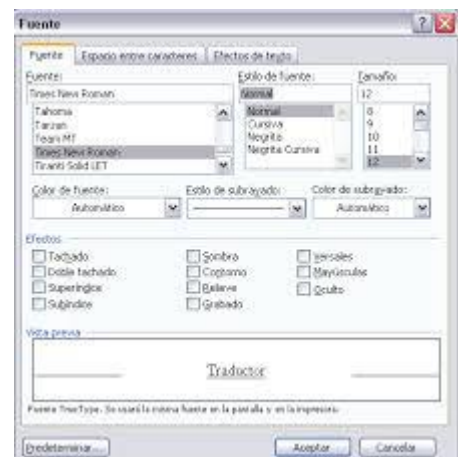 Fuente
Fuente Espacio entre caracteres Efectos de texto
Fuente: Estilo de fuente: Tamaño:
Times New Roman Normal 12
Tahoma Normal 8
Tarzan Cursiva 9
Team MT Negrita 10
Times New Roman Negrita Cursiva 11
Tiranti Solid LET 12
Color de fuente: Estilo de subrayado: Color de subrayado:
Automático Automático
Efectos
Tachado Sombra Versales
Doble tachado Contorno Mayúsculas
Superíndice Relieve Oculto
Subíndice Grabado
Vista previa
Traductor
Fuente TrueType. Se usará la misma fuente en la pantalla y en la impresora.
Predeterminar... Aceptar Cancelar